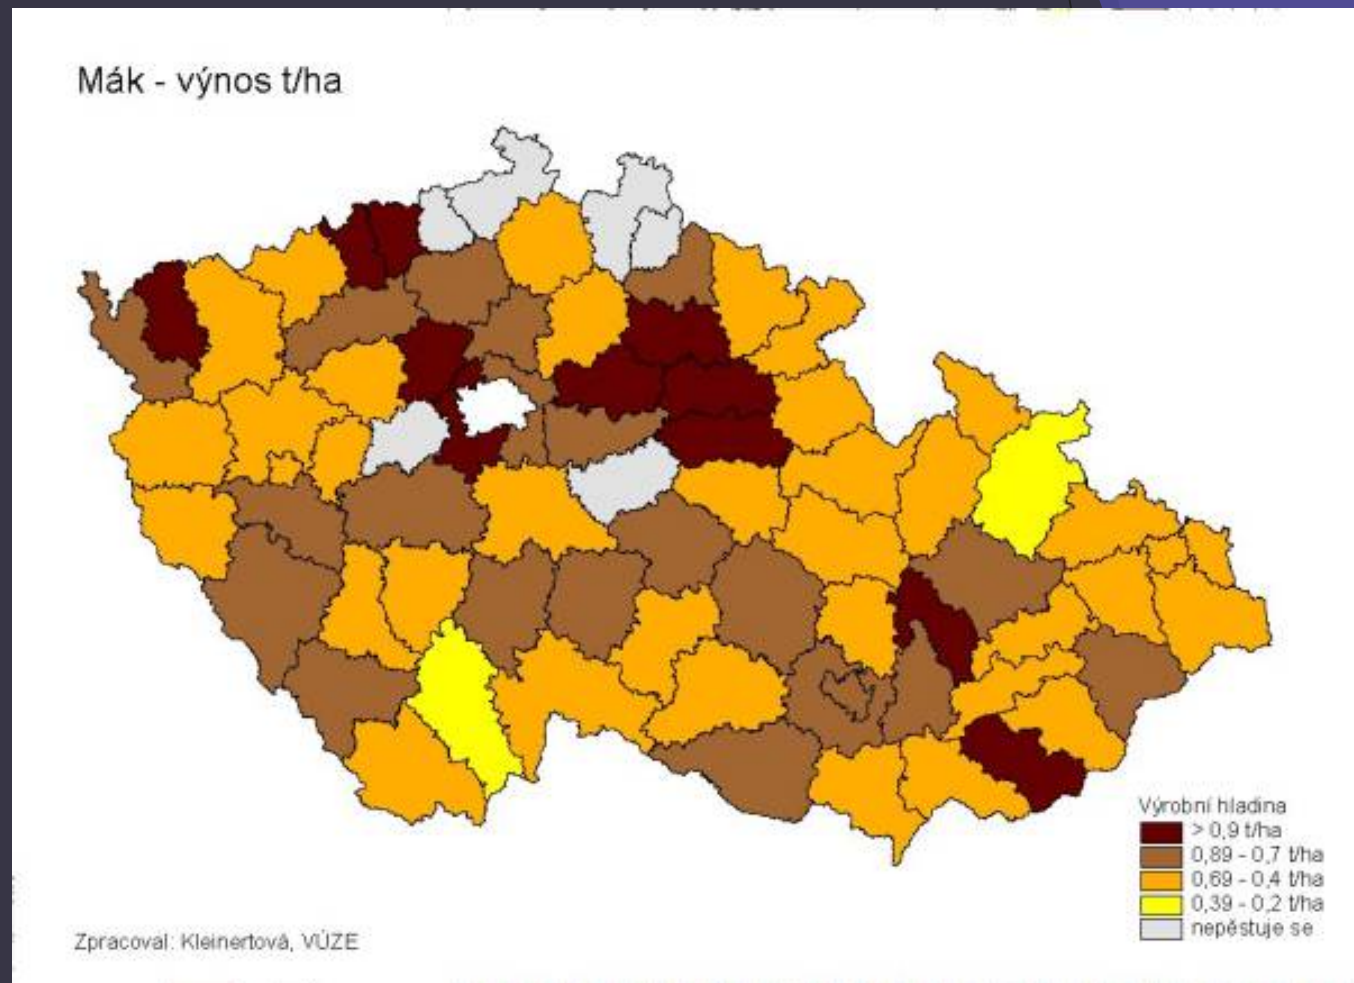 Mák - výnos t/ha
Výrobní hladina
> 0,9 t/ha
0,89 - 0,7 t/ha
0,69 - 0,4 t/ha
0,39 - 0,2 t/ha
nepěstuje se
Zpracoval: Kleinertová, VÚZE